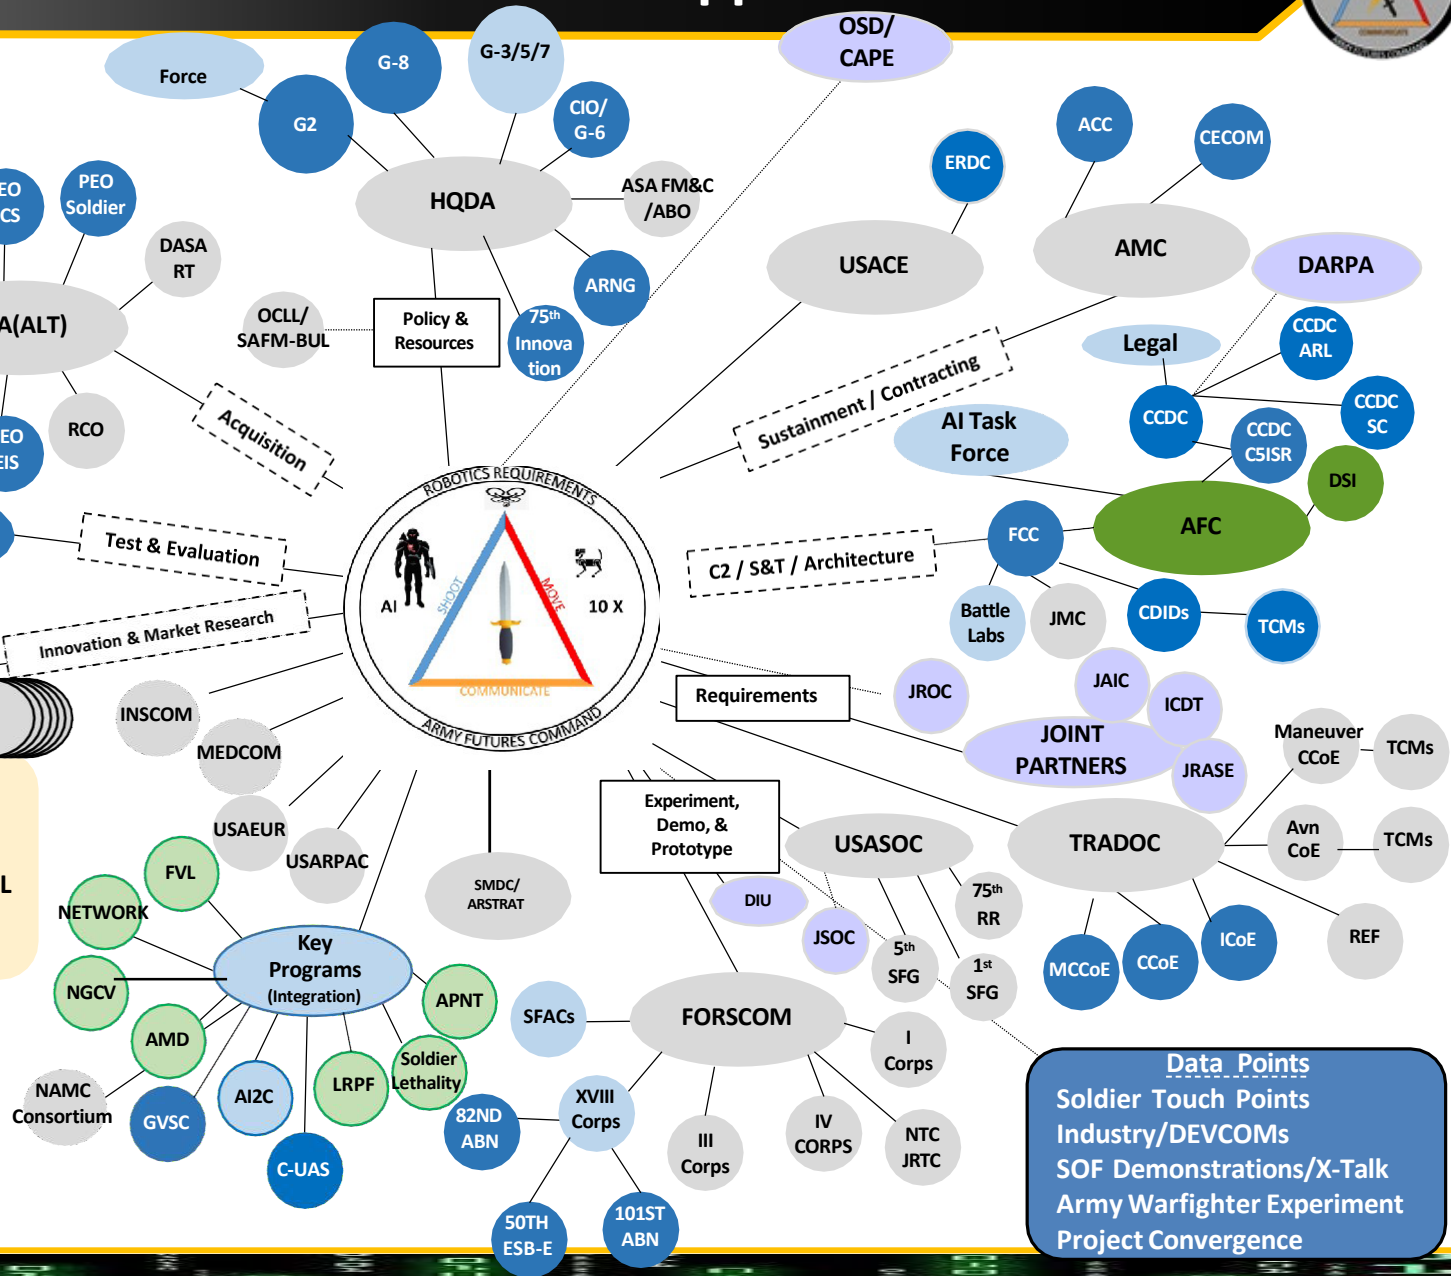 OSD/
CAPE
Force
G-8
G-3/5/7
G2
CIO/
G-6
HQDA
ASA FM&C
/ABO
ARNG
75th
Innova
tion
OCLL/
SAFM-BUL
Policy &
Resources
EO
CS
PEO
Soldier
DASA
RT
A(ALT)
RCO
EO
EIS
Acquisition
Test & Evaluation
Innovation & Market Research
ERDC
USACE
ACC
CECOM
AMC
DARPA
Sustainment / Contracting
Legal
CCDC
ARL
CCDC
CCDC
SC
CCDC
C5ISR
AI Task
Force
DSI
AFC
C2 / S&T / Architecture
FCC
Battle
Labs
JMC
CDIDs
TCMs
ROBOTICS REQUIREMENTS
AI
10 X
SHOOT
MOVE
COMMUNICATE
ARMY FUTURES COMMAND
COMMUNICATE
ARMY FUTURES COMMAND
INSCOM
MEDCOM
USAEUR
USARPAC
SMDC/
ARSTRAT
L
Requirements
JROC
JAIC
ICDT
JOINT
PARTNERS
JRASE
Maneuver
CCoE
TCMs
TRADOC
Avn
CoE
TCMs
REF
MCCoE
CCoE
ICoE
Experiment,
Demo, &
Prototype
USASOC
DIU
JSOC
75th
RR
5th
SFG
1st
SFG
FVL
NETWORK
NGCV
AMD
Key
Programs
(Integration)
APNT
Soldier
Lethality
LRPF
NAMC
Consortium
GVSC
AI2C
C-UAS
SFACs
FORSCOM
I
Corps
XVIII
Corps
82ND
ABN
50TH
ESB-E
101ST
ABN
III
Corps
IV
CORPS
NTC
JRTC
Data Points
Soldier Touch Points
Industry/DEVCOMs
SOF Demonstrations/X-Talk
Army Warfighter Experiment
Project Convergence